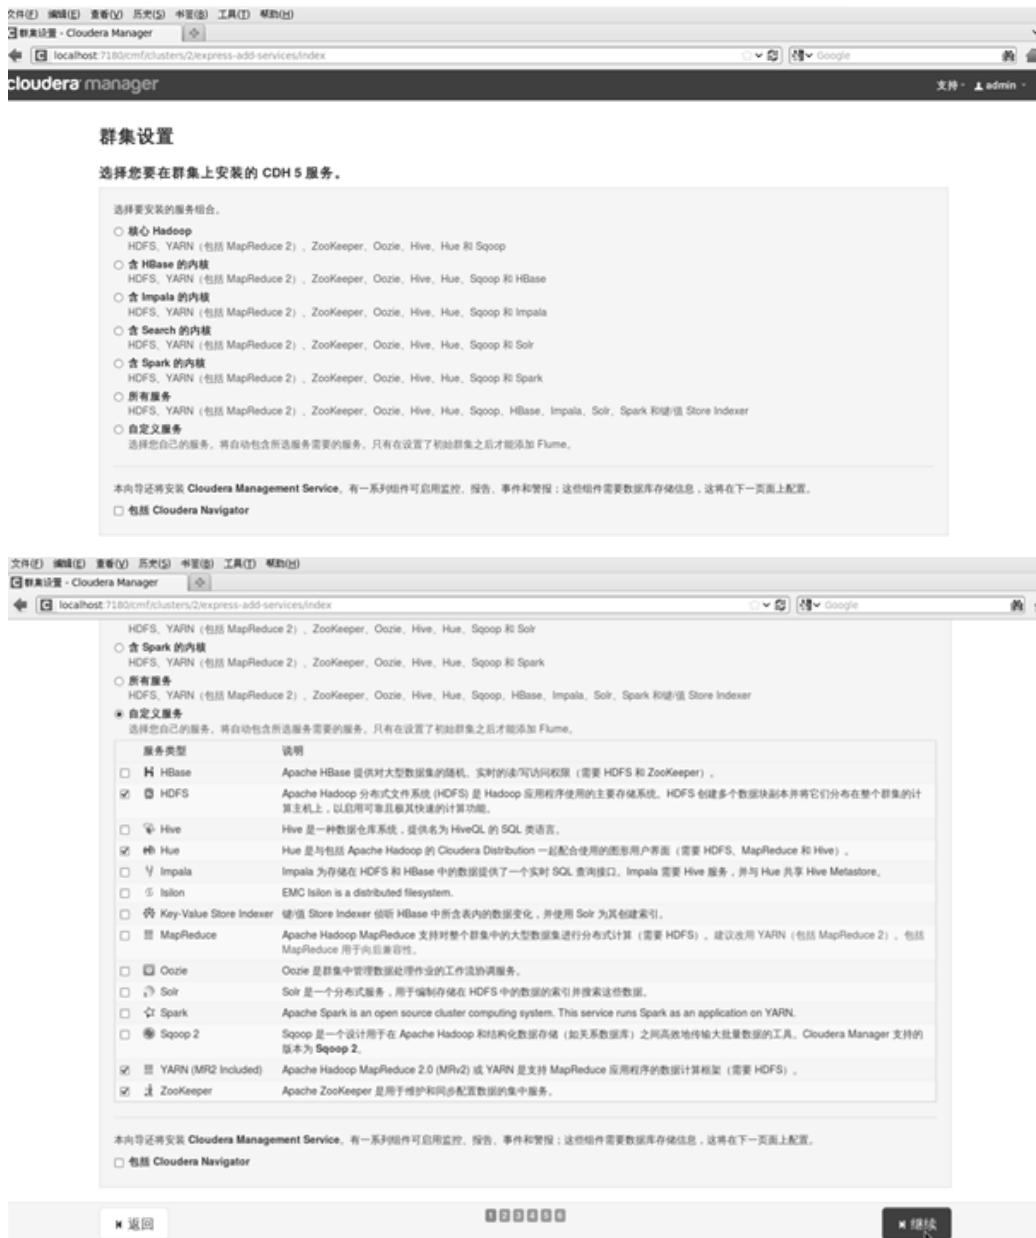 文件(F) 编辑(E) 查看(V) 历史(S) 书签(B) 工具(T) 帮助(H)
群集设置 - Cloudera Manager
localhost:7180/cmf/clusters/2/express-add-services/index
Google
cloudera manager
支持
admin
群集设置
选择您要在群集上安装的 CDH 5 服务。
选择要安装的服务组合。
核心 Hadoop
HDFS、YARN（包括 MapReduce 2）、ZooKeeper、Oozie、Hive、Hue 和 Sqoop
含 HBase 的内核
HDFS、YARN（包括 MapReduce 2）、ZooKeeper、Oozie、Hive、Hue、Sqoop 和 HBase
含 Impala 的内核
HDFS、YARN（包括 MapReduce 2）、ZooKeeper、Oozie、Hive、Hue、Sqoop 和 Impala
含 Search 的内核
HDFS、YARN（包括 MapReduce 2）、ZooKeeper、Oozie、Hive、Hue、Sqoop 和 Solr
含 Spark 的内核
HDFS、YARN（包括 MapReduce 2）、ZooKeeper、Oozie、Hive、Hue、Sqoop 和 Spark
所有服务
HDFS、YARN（包括 MapReduce 2）、ZooKeeper、Oozie、Hive、Hue、Sqoop、HBase、Impala、Solr、Spark 和键/值 Store Indexer
自定义服务
选择您自己的服务。将自动包含所选服务需要的服务。只有在设置了初始群集之后才能添加 Flume。
本向导还将安装 Cloudera Management Service。有一系列组件可启用监控、报告、事件和警报；这些组件需要数据库存储信息，这将在下一页面上配置。
包括 Cloudera Navigator
文件(F) 编辑(E) 查看(V) 历史(S) 书签(B) 工具(T) 帮助(H)
群集设置 - Cloudera Manager
localhost:7180/cmf/clusters/2/express-add-services/index
Google
HDFS、YARN（包括 MapReduce 2）、ZooKeeper、Oozie、Hive、Hue、Sqoop 和 Solr
含 Spark 的内核
HDFS、YARN（包括 MapReduce 2）、ZooKeeper、Oozie、Hive、Hue、Sqoop 和 Spark
所有服务
HDFS、YARN（包括 MapReduce 2）、ZooKeeper、Oozie、Hive、Hue、Sqoop、HBase、Impala、Solr、Spark 和键/值 Store Indexer
自定义服务
选择您自己的服务。将自动包含所选服务需要的服务。只有在设置了初始群集之后才能添加 Flume。
服务类型 说明
HBase Apache HBase 提供对大型数据集的随机、实时的读/写访问权限（需要 HDFS 和 ZooKeeper）。
HDFS Apache Hadoop 分布式文件系统 (HDFS) 是 Hadoop 应用程序使用的主要存储系统。HDFS 创建多个数据块副本并将它们分布在整个群集的计
算主机上，以启用可靠且极其快速的计算功能。
Hive Hive 是一种数据仓库系统，提供名为 HiveQL 的 SQL 类语言。
Hue Hue 是与包括 Apache Hadoop 的 Cloudera Distribution 一起配合使用的图形用户界面（需要 HDFS、MapReduce 和 Hive）。
Impala Impala 为存储在 HDFS 和 HBase 中的数据提供了一个实时 SQL 查询接口。Impala 需要 Hive 服务，并与 Hue 共享 Hive Metastore。
Isilon EMC Isilon is a distributed filesystem.
Key-Value Store Indexer 键/值 Store Indexer 侦听 HBase 中所含表内的数据变化，并使用 Solr 为其创建索引。
MapReduce Apache Hadoop MapReduce 支持对整个群集中的大型数据集进行分布式计算（需要 HDFS）。建议改用 YARN（包括 MapReduce 2）。包括
MapReduce 用于向后兼容性。
Oozie Oozie 是群集中管理数据处理作业的工作流协调服务。
Solr Solr 是一个分布式服务，用于编制存储在 HDFS 中的数据的索引并搜索这些数据。
Spark Apache Spark is an open source cluster computing system. This service runs Spark as an application on YARN.
Sqoop 2 Sqoop 是一个设计用于在 Apache Hadoop 和结构化数据存储（如关系数据库）之间高效地传输大批量数据的工具。Cloudera Manager 支持的
版本为 Sqoop 2。
YARN (MR2 Included) Apache Hadoop MapReduce 2.0 (MRv2) 或 YARN 是支持 MapReduce 应用程序的数据计算框架（需要 HDFS）。
ZooKeeper Apache ZooKeeper 是用于维护和同步配置数据的集中服务。
本向导还将安装 Cloudera Management Service。有一系列组件可启用监控、报告、事件和警报；这些组件需要数据库存储信息，这将在下一页面上配置。
包括 Cloudera Navigator
返回 1 2 3 4 5 6 继续